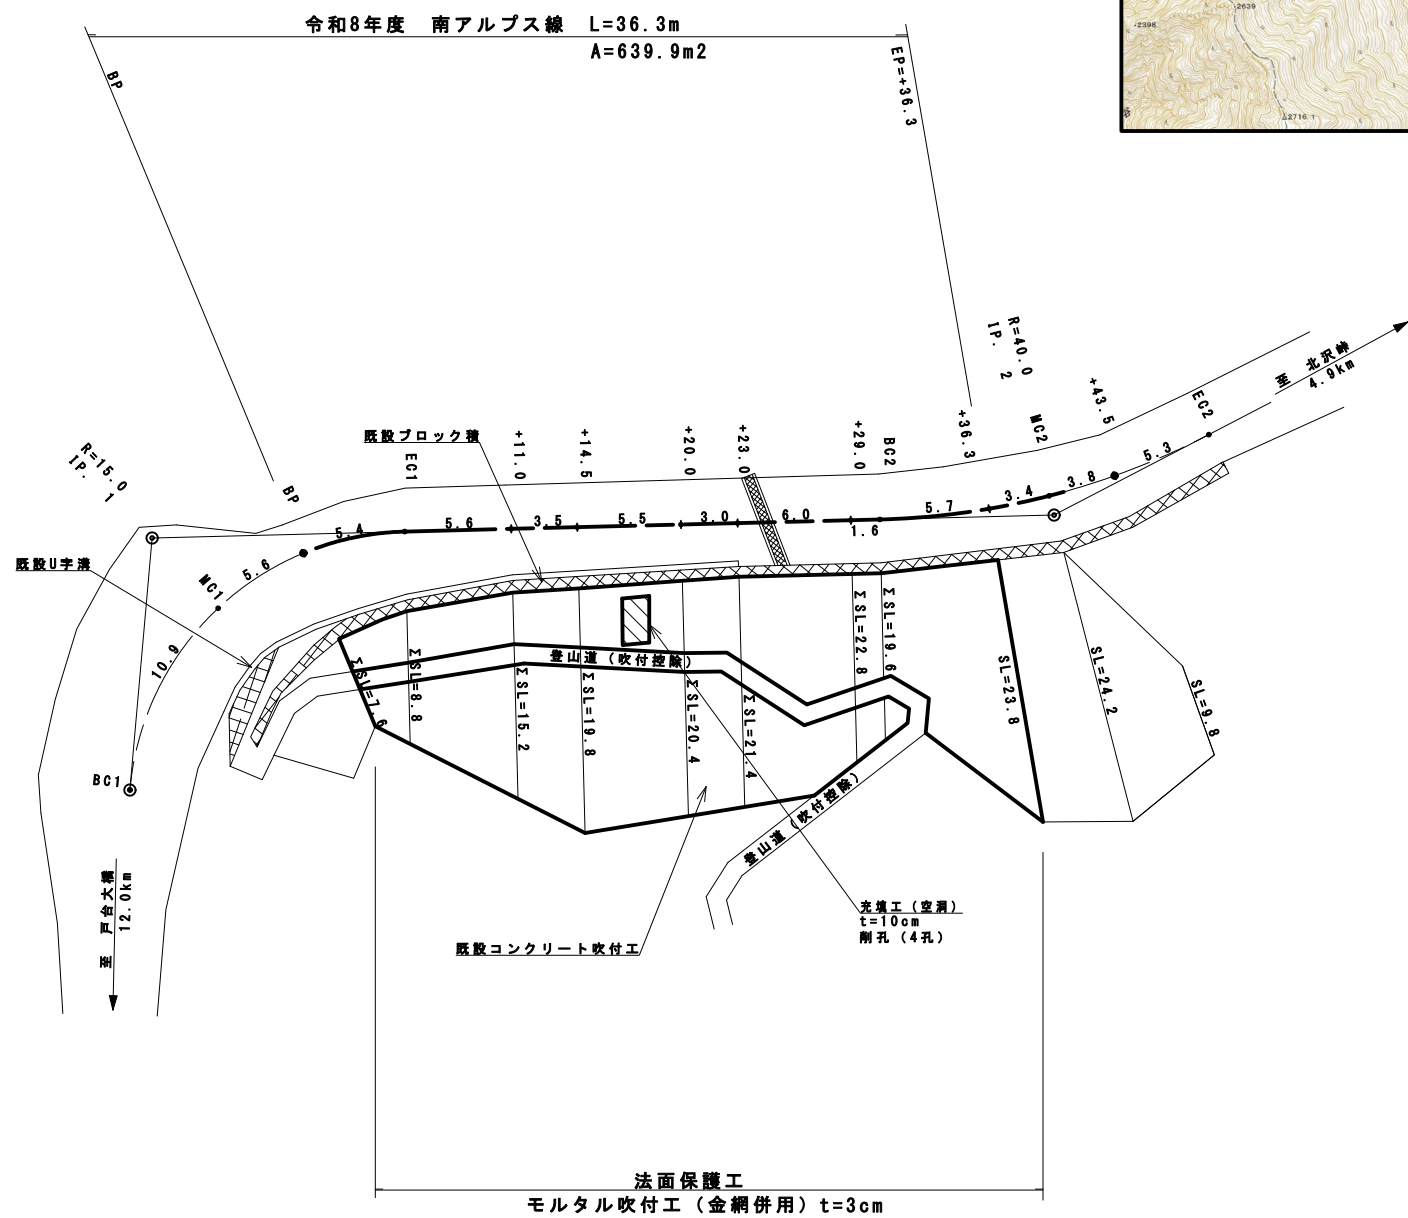 令和8年度 南アルプス線 L=36.3m
A=639.9m2
BP
EP=+36.3
2639
2398
2716.1
R=15.0
IP. 1
既設U字溝
BP
EC1
既設ブロック積
+11.0
+14.5
+20.0
+23.0
+29.0
BC2
+36.3
R=40.0
IP. 2
MC2
+43.5
EC2
至 北沢峠
4.9km
MC1
BC1
10.9
5.6
5.4
5.6
3.5
5.5
3.0
6.0
1.6
5.7
3.4
3.8
5.3
ΣSL=7.6
ΣSL=8.8
ΣSL=15.2
ΣSL=19.8
ΣSL=20.4
ΣSL=21.4
ΣSL=22.8
ΣSL=19.6
SL=23.8
SL=24.2
SL=9.8
登山道(吹付控除)
登山道(吹付控除)
至 戸台大橋
12.0km
既設コンクリート吹付工
充填工(空洞)
t=10cm
削孔(4孔)
法面保護工
モルタル吹付工(金網併用)t=3cm